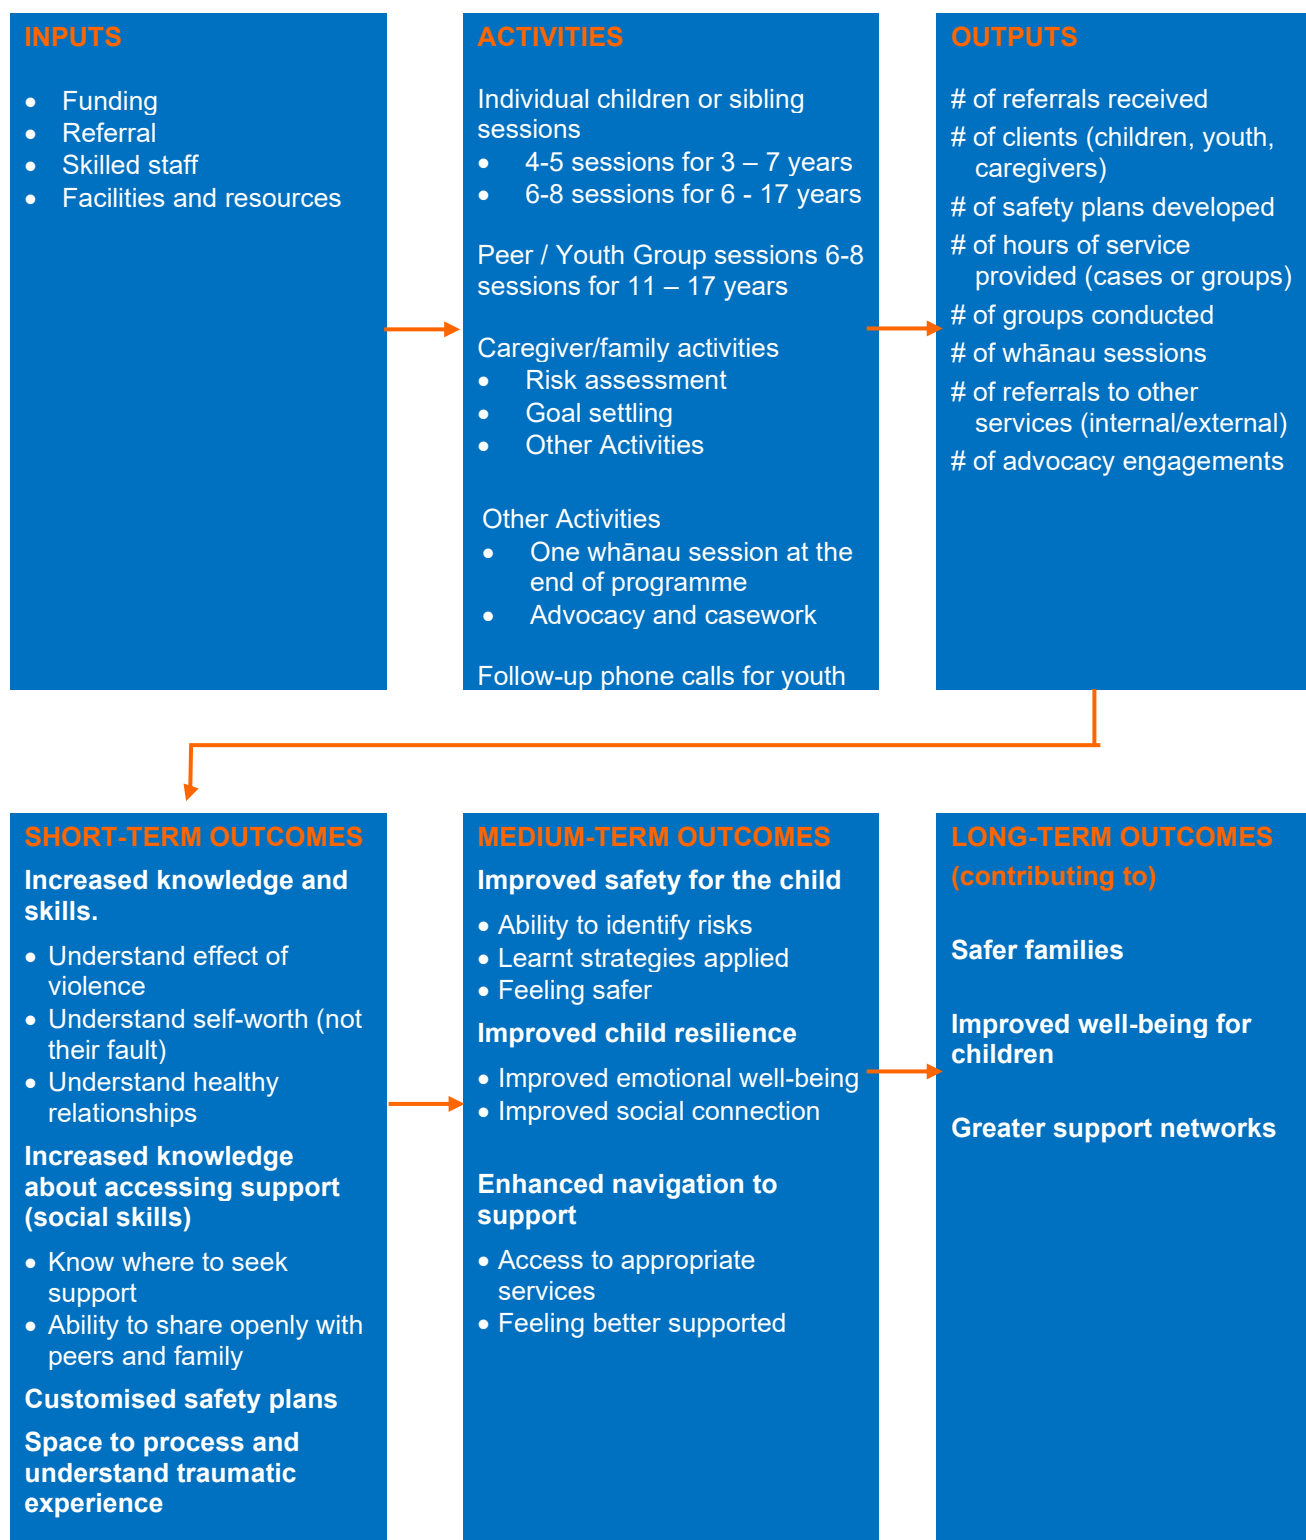 INPUTS
• Funding
• Referral
• Skilled staff
• Facilities and resources
ACTIVITIES
Individual children or sibling
sessions
• 4-5 sessions for 3 – 7 years
• 6-8 sessions for 6 - 17 years
Peer / Youth Group sessions 6-8
sessions for 11 – 17 years
Caregiver/family activities
• Risk assessment
• Goal settling
• Other Activities
Other Activities
• One whānau session at the
end of programme
• Advocacy and casework
Follow-up phone calls for youth
OUTPUTS
# of referrals received
# of clients (children, youth,
caregivers)
# of safety plans developed
# of hours of service
provided (cases or groups)
# of groups conducted
# of whānau sessions
# of referrals to other
services (internal/external)
# of advocacy engagements
SHORT-TERM OUTCOMES
Increased knowledge and
skills.
• Understand effect of
violence
• Understand self-worth (not
their fault)
• Understand healthy
relationships
Increased knowledge
about accessing support
(social skills)
• Know where to seek
support
• Ability to share openly with
peers and family
Customised safety plans
Space to process and
understand traumatic
experience
MEDIUM-TERM OUTCOMES
Improved safety for the child
• Ability to identify risks
• Learnt strategies applied
• Feeling safer
Improved child resilience
• Improved emotional well-being
• Improved social connection
Enhanced navigation to
support
• Access to appropriate
services
• Feeling better supported
LONG-TERM OUTCOMES
(contributing to)
Safer families
Improved well-being for
children
Greater support networks